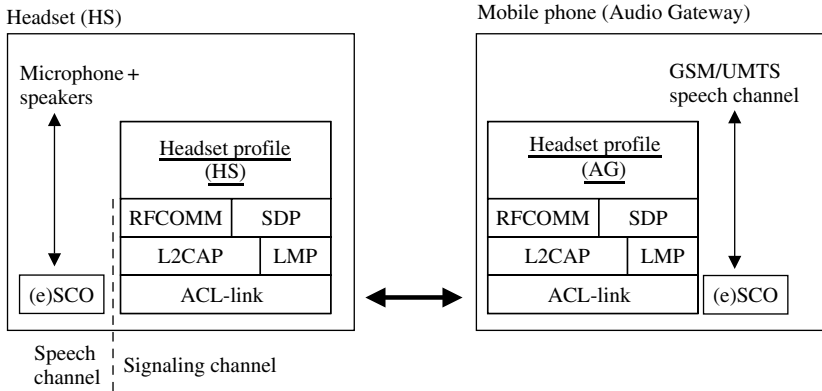 Headset (HS)
Mobile phone (Audio Gateway)
Microphone +
speakers
Headset profile
(HS)
RFCOMM
SDP
L2CAP
LMP
(e)SCO
ACL-link
Speech
channel
Signaling channel
GSM/UMTS
speech channel
Headset profile
(AG)
RFCOMM
SDP
L2CAP
LMP
ACL-link
(e)SCO